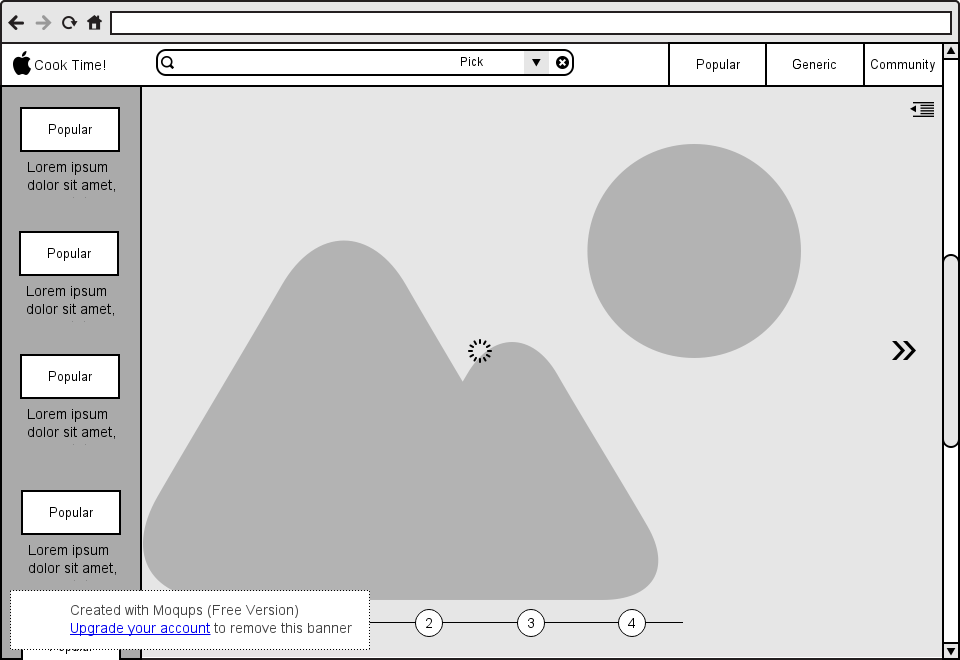 Cook Time!
Pick
Popular
Generic
Community
Popular
Lorem ipsum
dolor sit amet,
Popular
Lorem ipsum
dolor sit amet,
Popular
Lorem ipsum
dolor sit amet,
Popular
Lorem ipsum
dolor sit amet,
Created with Moqups (Free Version)
Upgrade your account to remove this banner
2
3
4
Popular